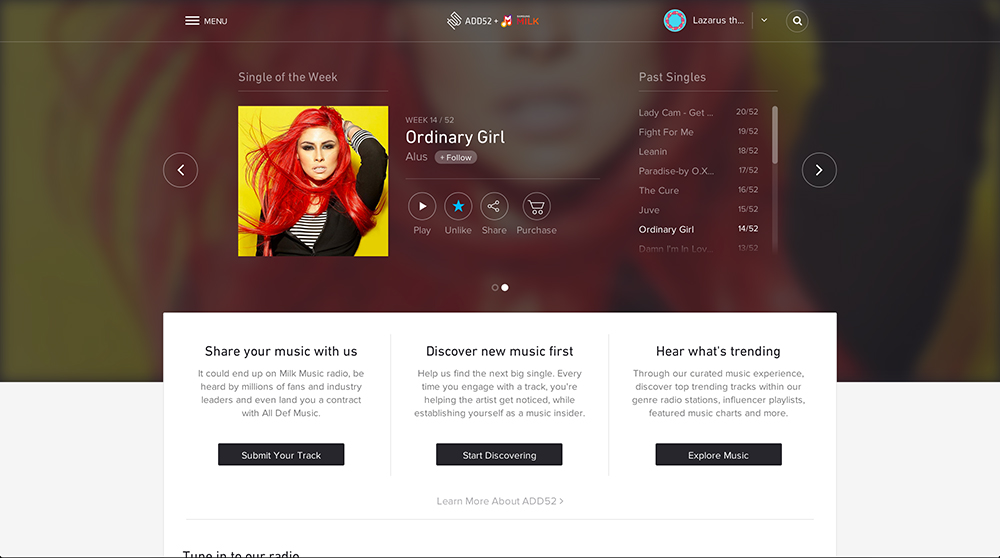 MENU
ADD52 + MILK
Lazarus th...
Single of the Week
WEEK 14 / 52
Ordinary Girl
Alus + Follow
Play Unlike Share Purchase
Past Singles
Lady Cam - Get ... 20/52
Fight For Me 19/52
Leanin 18/52
Paradise-by O.X... 17/52
The Cure 16/52
Juve 15/52
Ordinary Girl 14/52
Damn I'm In Lov... 13/52
Share your music with us
It could end up on Milk Music radio, be
heard by millions of fans and industry
leaders and even land you a contract
with All Def Music.
Submit Your Track
Discover new music first
Help us find the next big single. Every
time you engage with a track, you're
helping the artist get noticed, while
establishing yourself as a music insider.
Start Discovering
Hear what's trending
Through our curated music experience,
discover top trending tracks within our
genre radio stations, influencer playlists,
featured music charts and more.
Explore Music
Learn More About ADD52 >
Tune in to our radio